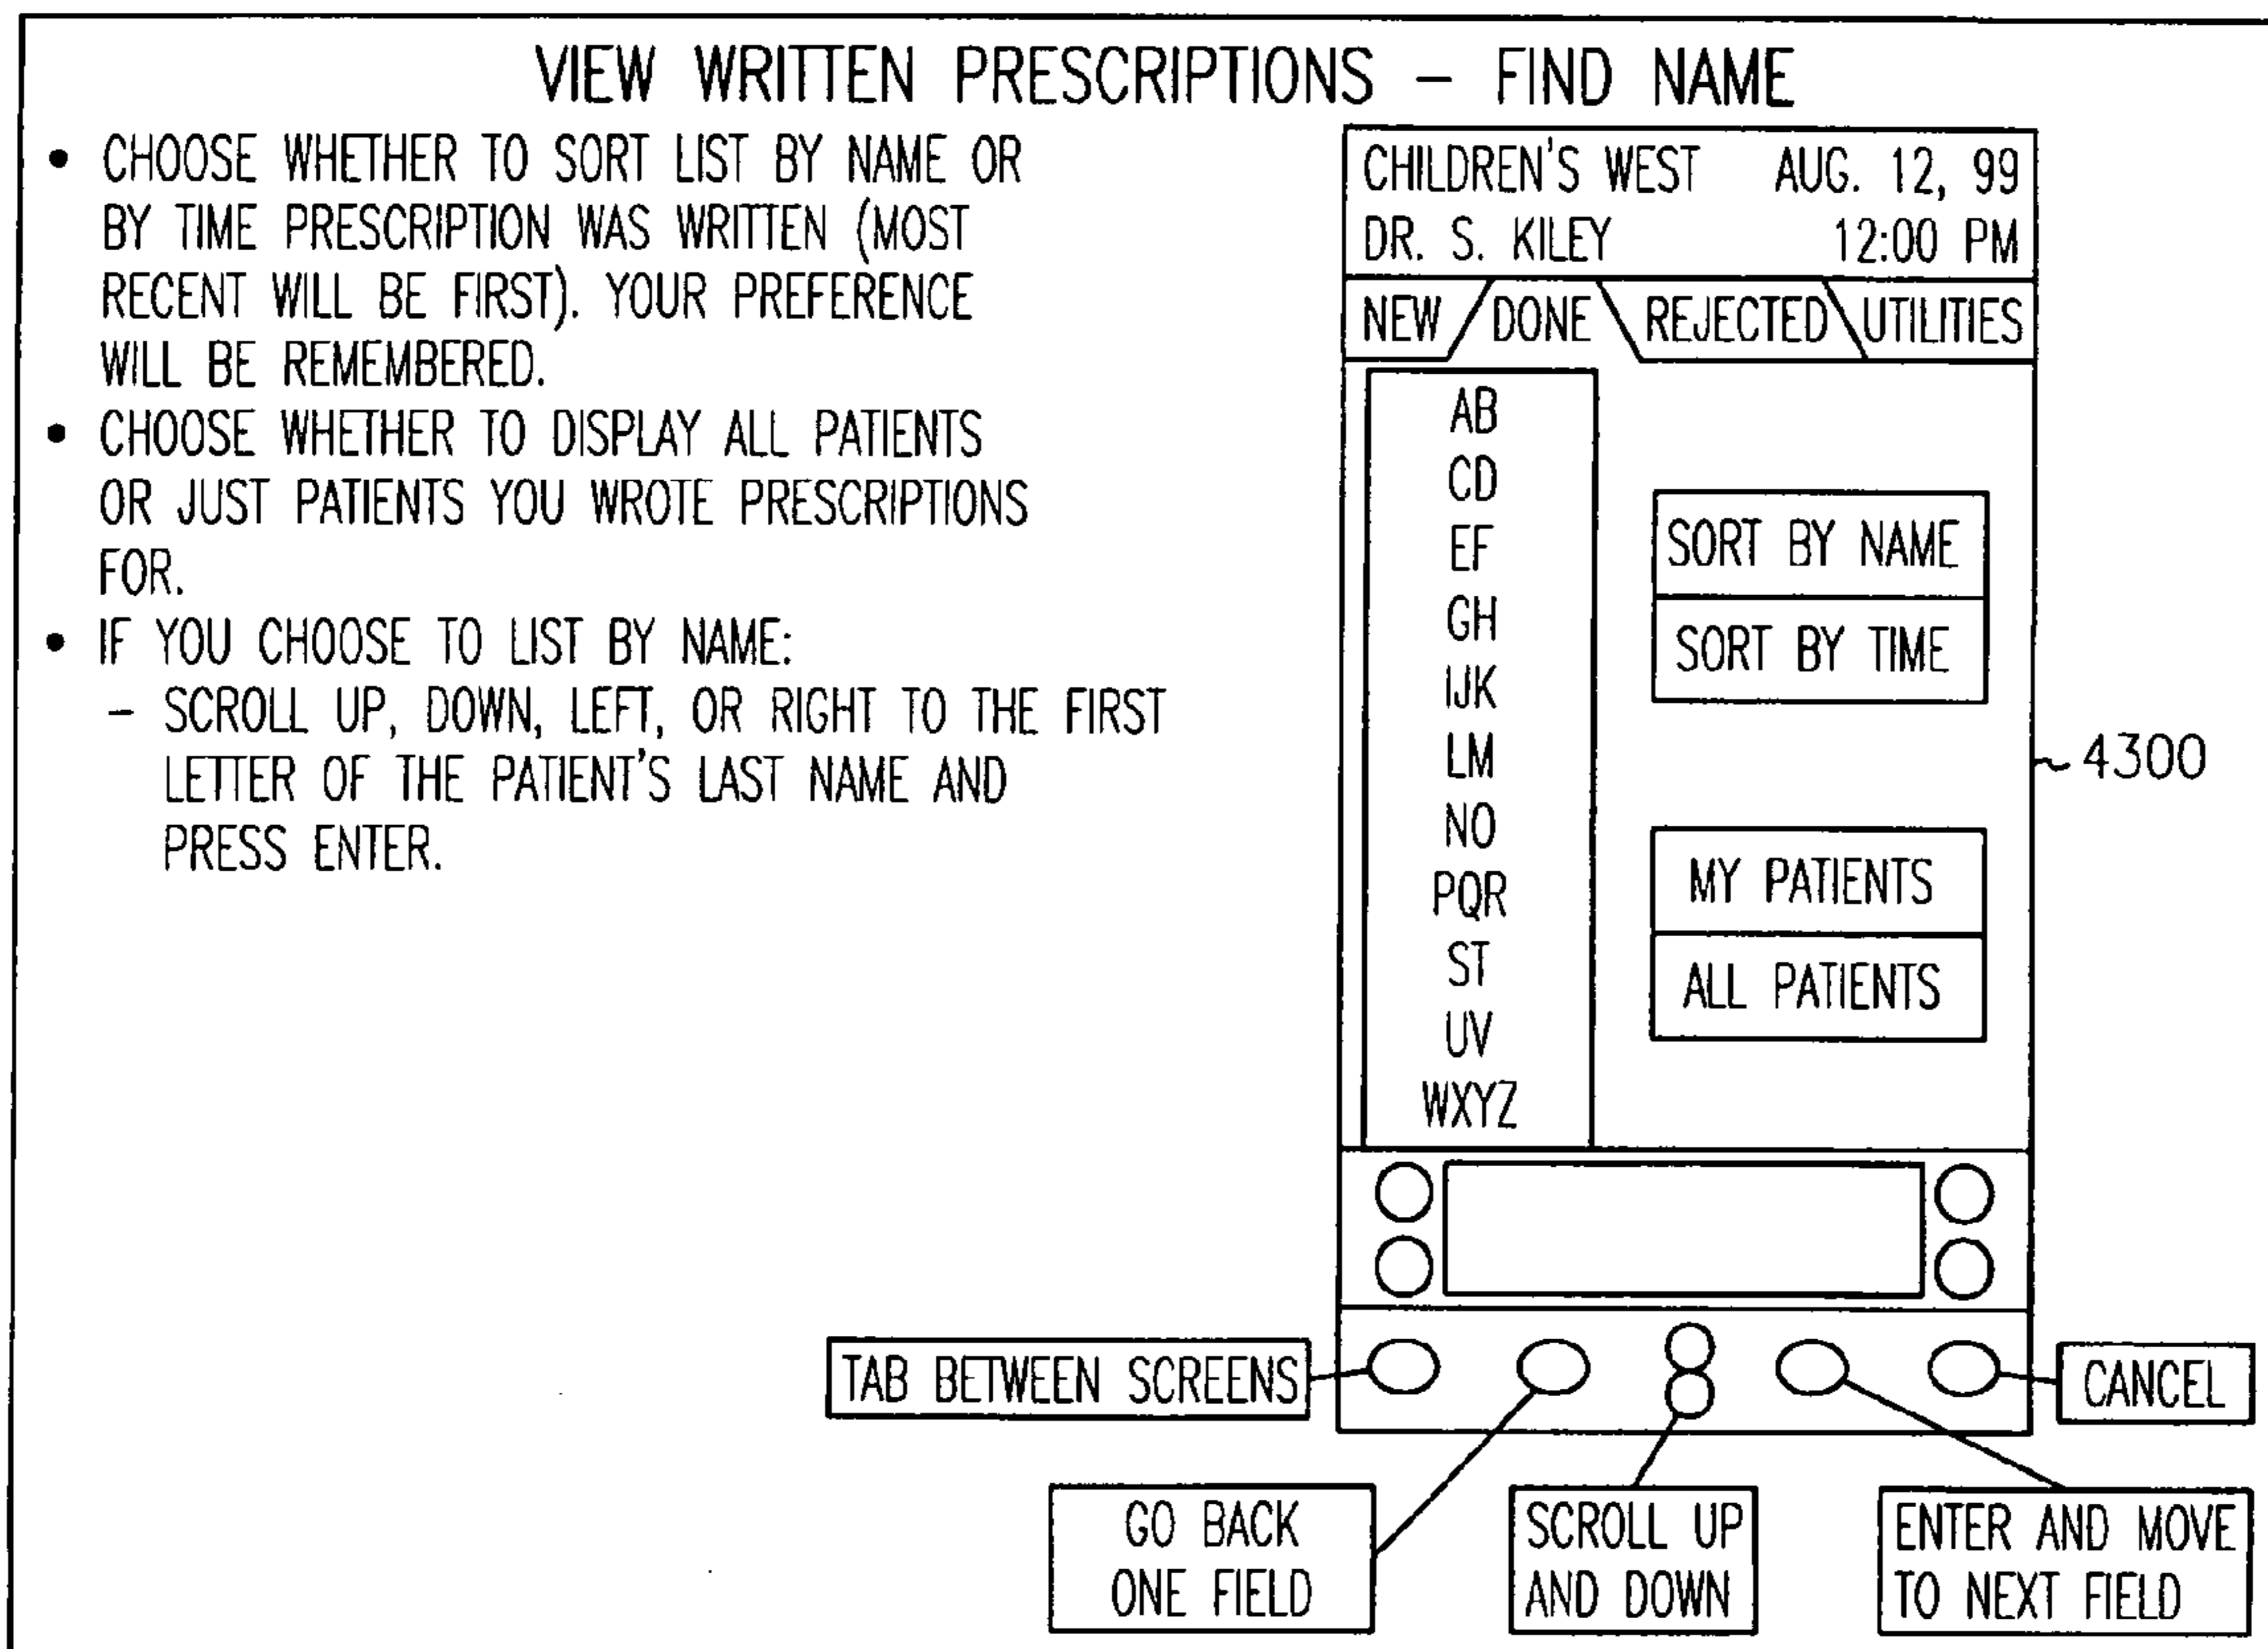 VIEW WRITTEN PRESCRIPTIONS – FIND NAME
• CHOOSE WHETHER TO SORT LIST BY NAME OR
BY TIME PRESCRIPTION WAS WRITTEN (MOST
RECENT WILL BE FIRST). YOUR PREFERENCE
WILL BE REMEMBERED.
• CHOOSE WHETHER TO DISPLAY ALL PATIENTS
OR JUST PATIENTS YOU WROTE PRESCRIPTIONS
FOR.
• IF YOU CHOOSE TO LIST BY NAME:
– SCROLL UP, DOWN, LEFT, OR RIGHT TO THE FIRST
LETTER OF THE PATIENT'S LAST NAME AND
PRESS ENTER.
CHILDREN'S WEST AUG. 12, 99
DR. S. KILEY 12:00 PM
NEW DONE REJECTED UTILITIES
AB
CD
EF
GH
IJK
LM
NO
PQR
ST
UV
WXYZ
SORT BY NAME
SORT BY TIME
MY PATIENTS
ALL PATIENTS
4300
TAB BETWEEN SCREENS
CANCEL
GO BACK
ONE FIELD
SCROLL UP
AND DOWN
ENTER AND MOVE
TO NEXT FIELD